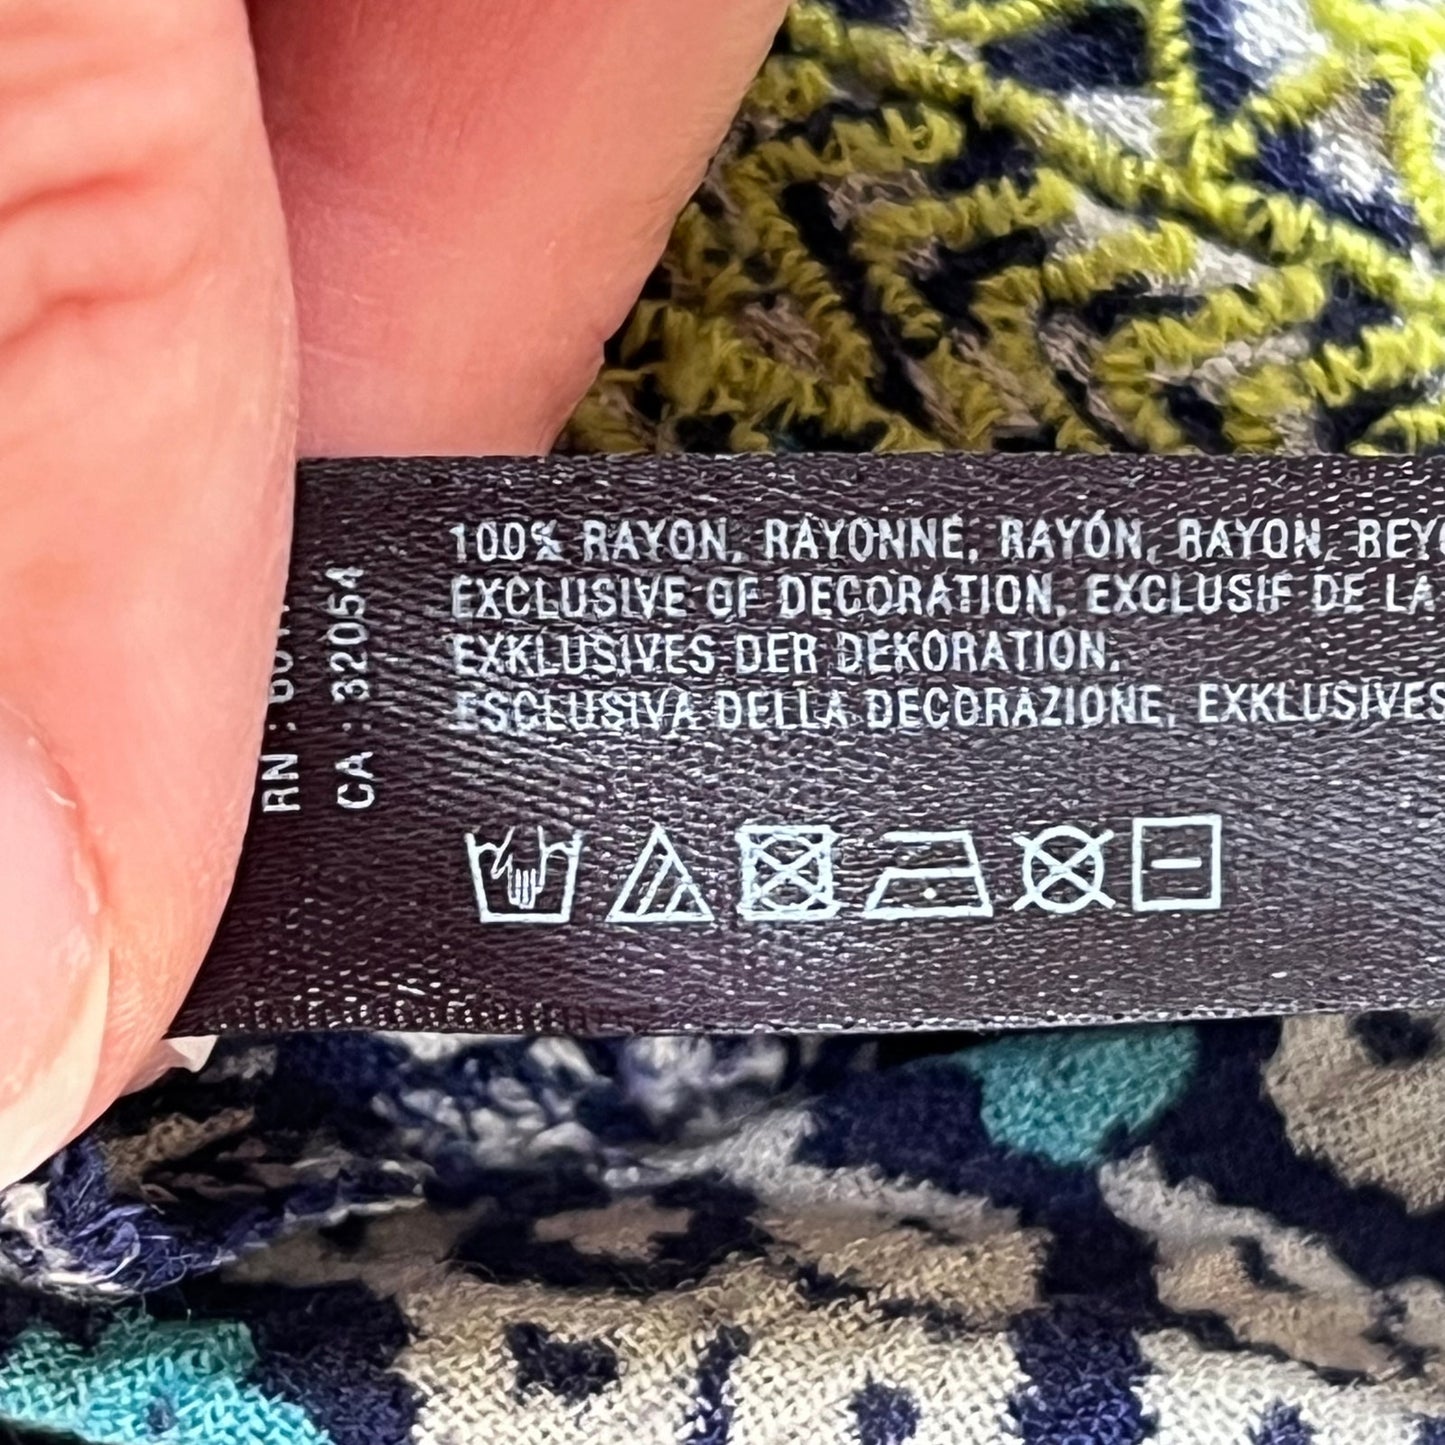 100% RAYON, RAYONNE, RAYÓN, RAYON,
EXCLUSIVE OF DECORATION, EXCLUSIF DE LA
EXKLUSIVES DER DEKORATION,
ESCLUSIVA DELLA DECORAZIONE, EXKLUSIVES
RN :
CA : 32054